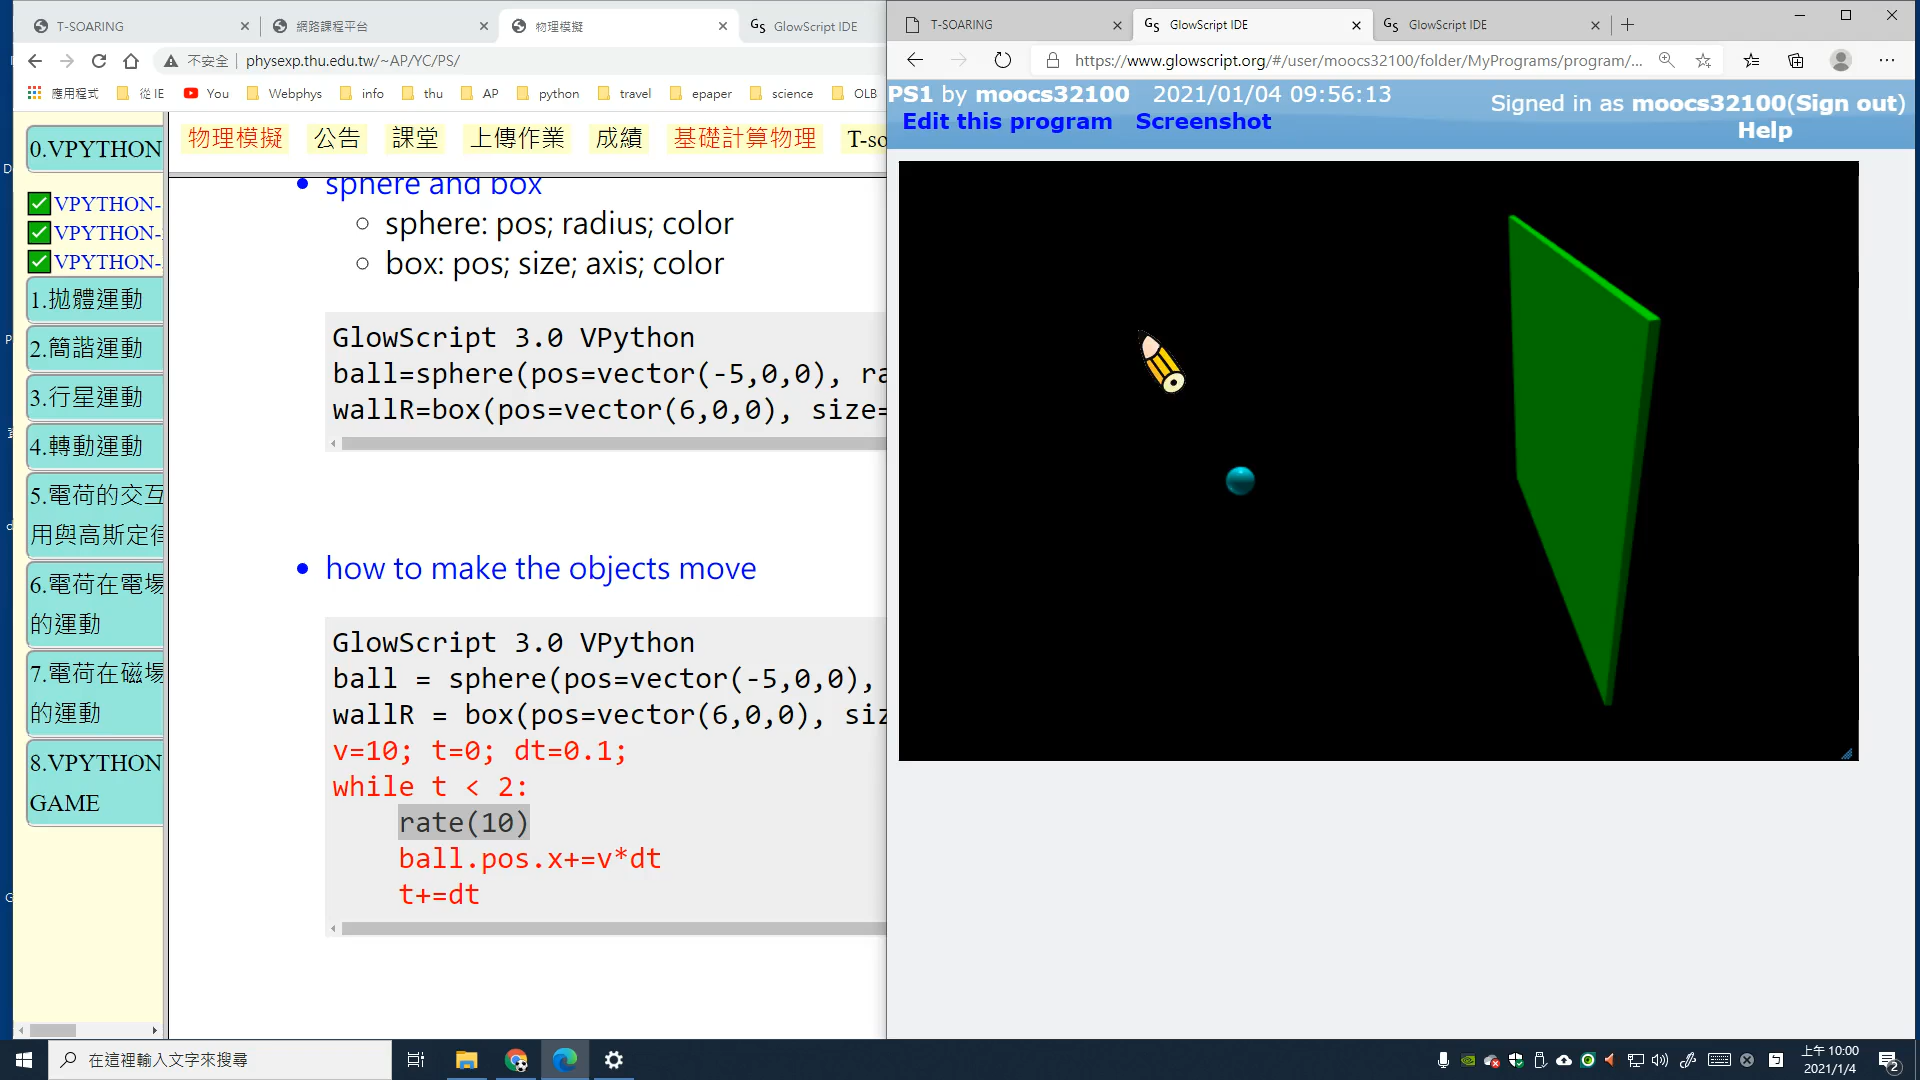 T-SOARING
網路課程平台
物理模擬
GlowScript IDE
不安全
physexp.thu.edu.tw/~AP/YC/PS/
應用程式
從 IE
You
Webphys
info
thu
AP
python
travel
epaper
science
OLB
0.VPYTHON
VPYTHON-
VPYTHON-
VPYTHON-
1.拋體運動
2.簡諧運動
3.行星運動
4.轉動運動
5.電荷的交互
用與高斯定律
6.電荷在電場
的運動
7.電荷在磁場
的運動
8.VPYTHON
GAME
物理模擬
公告
課堂
上傳作業
成績
基礎計算物理
T-so
sphere and box
sphere: pos; radius; color
box: pos; size; axis; color
GlowScript 3.0 VPython
ball=sphere(pos=vector(-5,0,0), ra
wallR=box(pos=vector(6,0,0), size=
how to make the objects move
GlowScript 3.0 VPython
ball = sphere(pos=vector(-5,0,0),
wallR = box(pos=vector(6,0,0), siz
v=10; t=0; dt=0.1;
while t < 2:
rate(10)
ball.pos.x+=v*dt
t+=dt
T-SOARING
GlowScript IDE
GlowScript IDE
https://www.glowscript.org/#/user/moocs32100/folder/MyPrograms/program/...
PS1 by moocs32100 2021/01/04 09:56:13
Edit this program Screenshot
Signed in as moocs32100(Sign out)
Help
在這裡輸入文字來搜尋
上午 10:00
2021/1/4
2